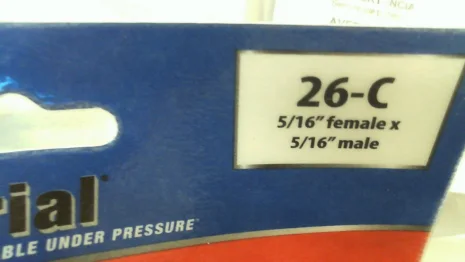 26-C
5/16" female x
5/16" male
rial
BLE UNDER PRESSURE